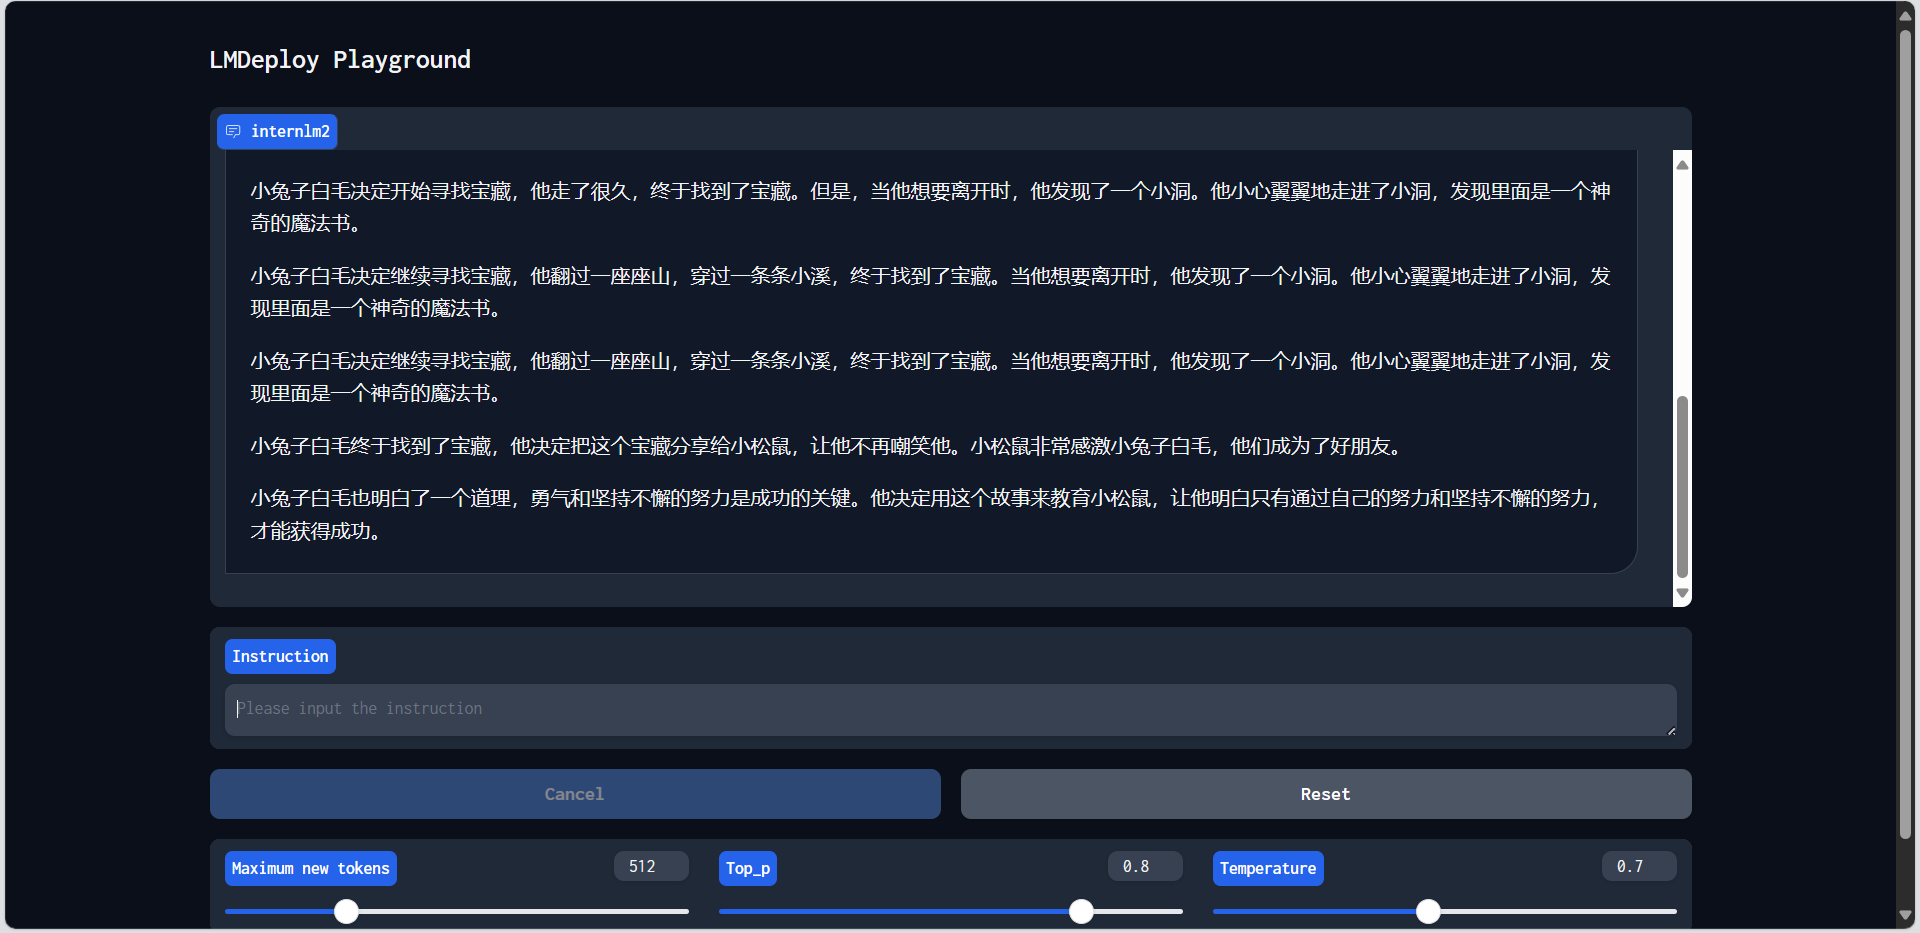 LMDeploy Playground
internlm2
小兔子白毛决定开始寻找宝藏，他走了很久，终于找到了宝藏。但是，当他想要离开时，他发现了一个小洞。他小心翼翼地走进了小洞，发现里面是一个神
奇的魔法书。
小兔子白毛决定继续寻找宝藏，他翻过一座座山，穿过一条条小溪，终于找到了宝藏。当他想要离开时，他发现了一个小洞。他小心翼翼地走进了小洞，发
现里面是一个神奇的魔法书。
小兔子白毛决定继续寻找宝藏，他翻过一座座山，穿过一条条小溪，终于找到了宝藏。当他想要离开时，他发现了一个小洞。他小心翼翼地走进了小洞，发
现里面是一个神奇的魔法书。
小兔子白毛终于找到了宝藏，他决定把这个宝藏分享给小松鼠，让他不再嘲笑他。小松鼠非常感激小兔子白毛，他们成为了好朋友。
小兔子白毛也明白了一个道理，勇气和坚持不懈的努力是成功的关键。他决定用这个故事来教育小松鼠，让他明白只有通过自己的努力和坚持不懈的努力，
才能获得成功。
Instruction
Please input the instruction
Cancel
Reset
Maximum new tokens
512
Top_p
0.8
Temperature
0.7